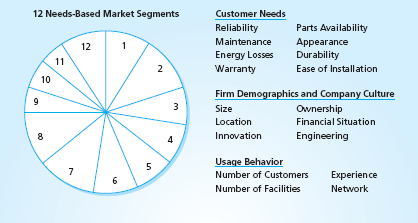 12 Needs-Based Market Segments
1
2
3
4
5
6
7
8
9
10
11
12
Customer Needs
Reliability Parts Availability
Maintenance Appearance
Energy Losses Durability
Warranty Ease of Installation
Firm Demographics and Company Culture
Size Ownership
Location Financial Situation
Innovation Engineering
Usage Behavior
Number of Customers Experience
Number of Facilities Network